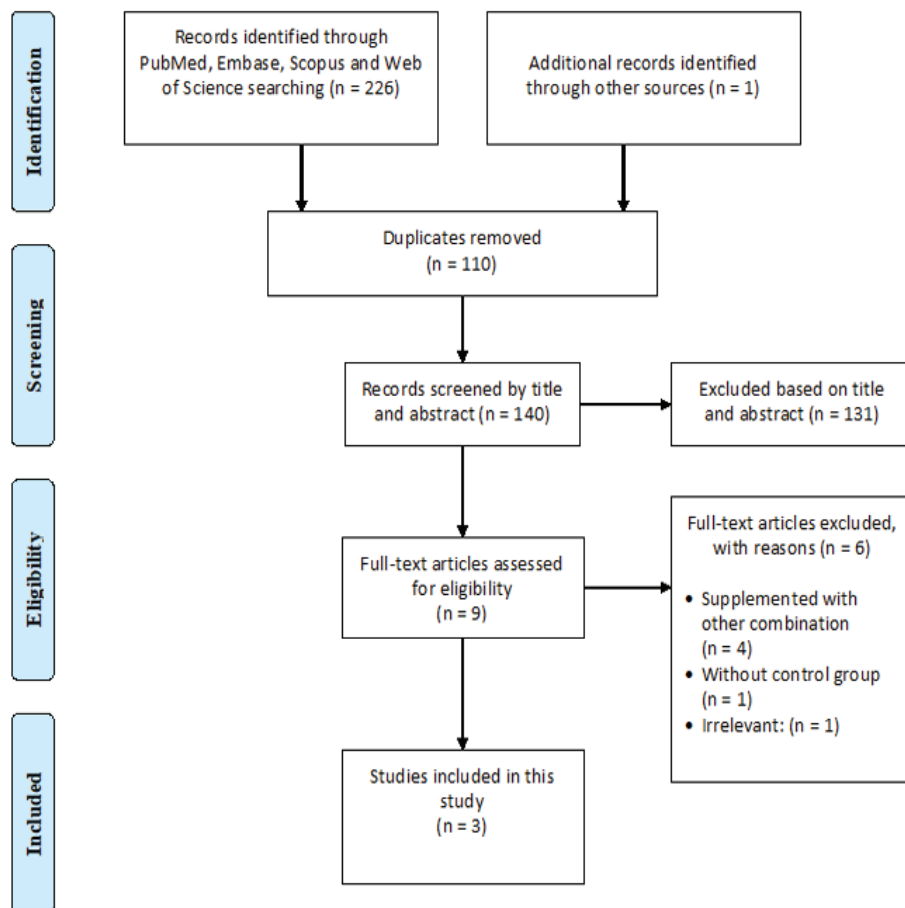 Identification
Records identified through
PubMed, Embase, Scopus and Web
of Science searching (n = 226)
Additional records identified
through other sources (n = 1)
Duplicates removed
(n = 110)
Screening
Records screened by title
and abstract (n = 140)
Excluded based on title
and abstract (n = 131)
Eligibility
Full-text articles assessed
for eligibility
(n = 9)
Full-text articles excluded,
with reasons (n = 6)
• Supplemented with
other combination
(n = 4)
• Without control group
(n = 1)
• Irrelevant: (n = 1)
Included
Studies included in this
study
(n = 3)